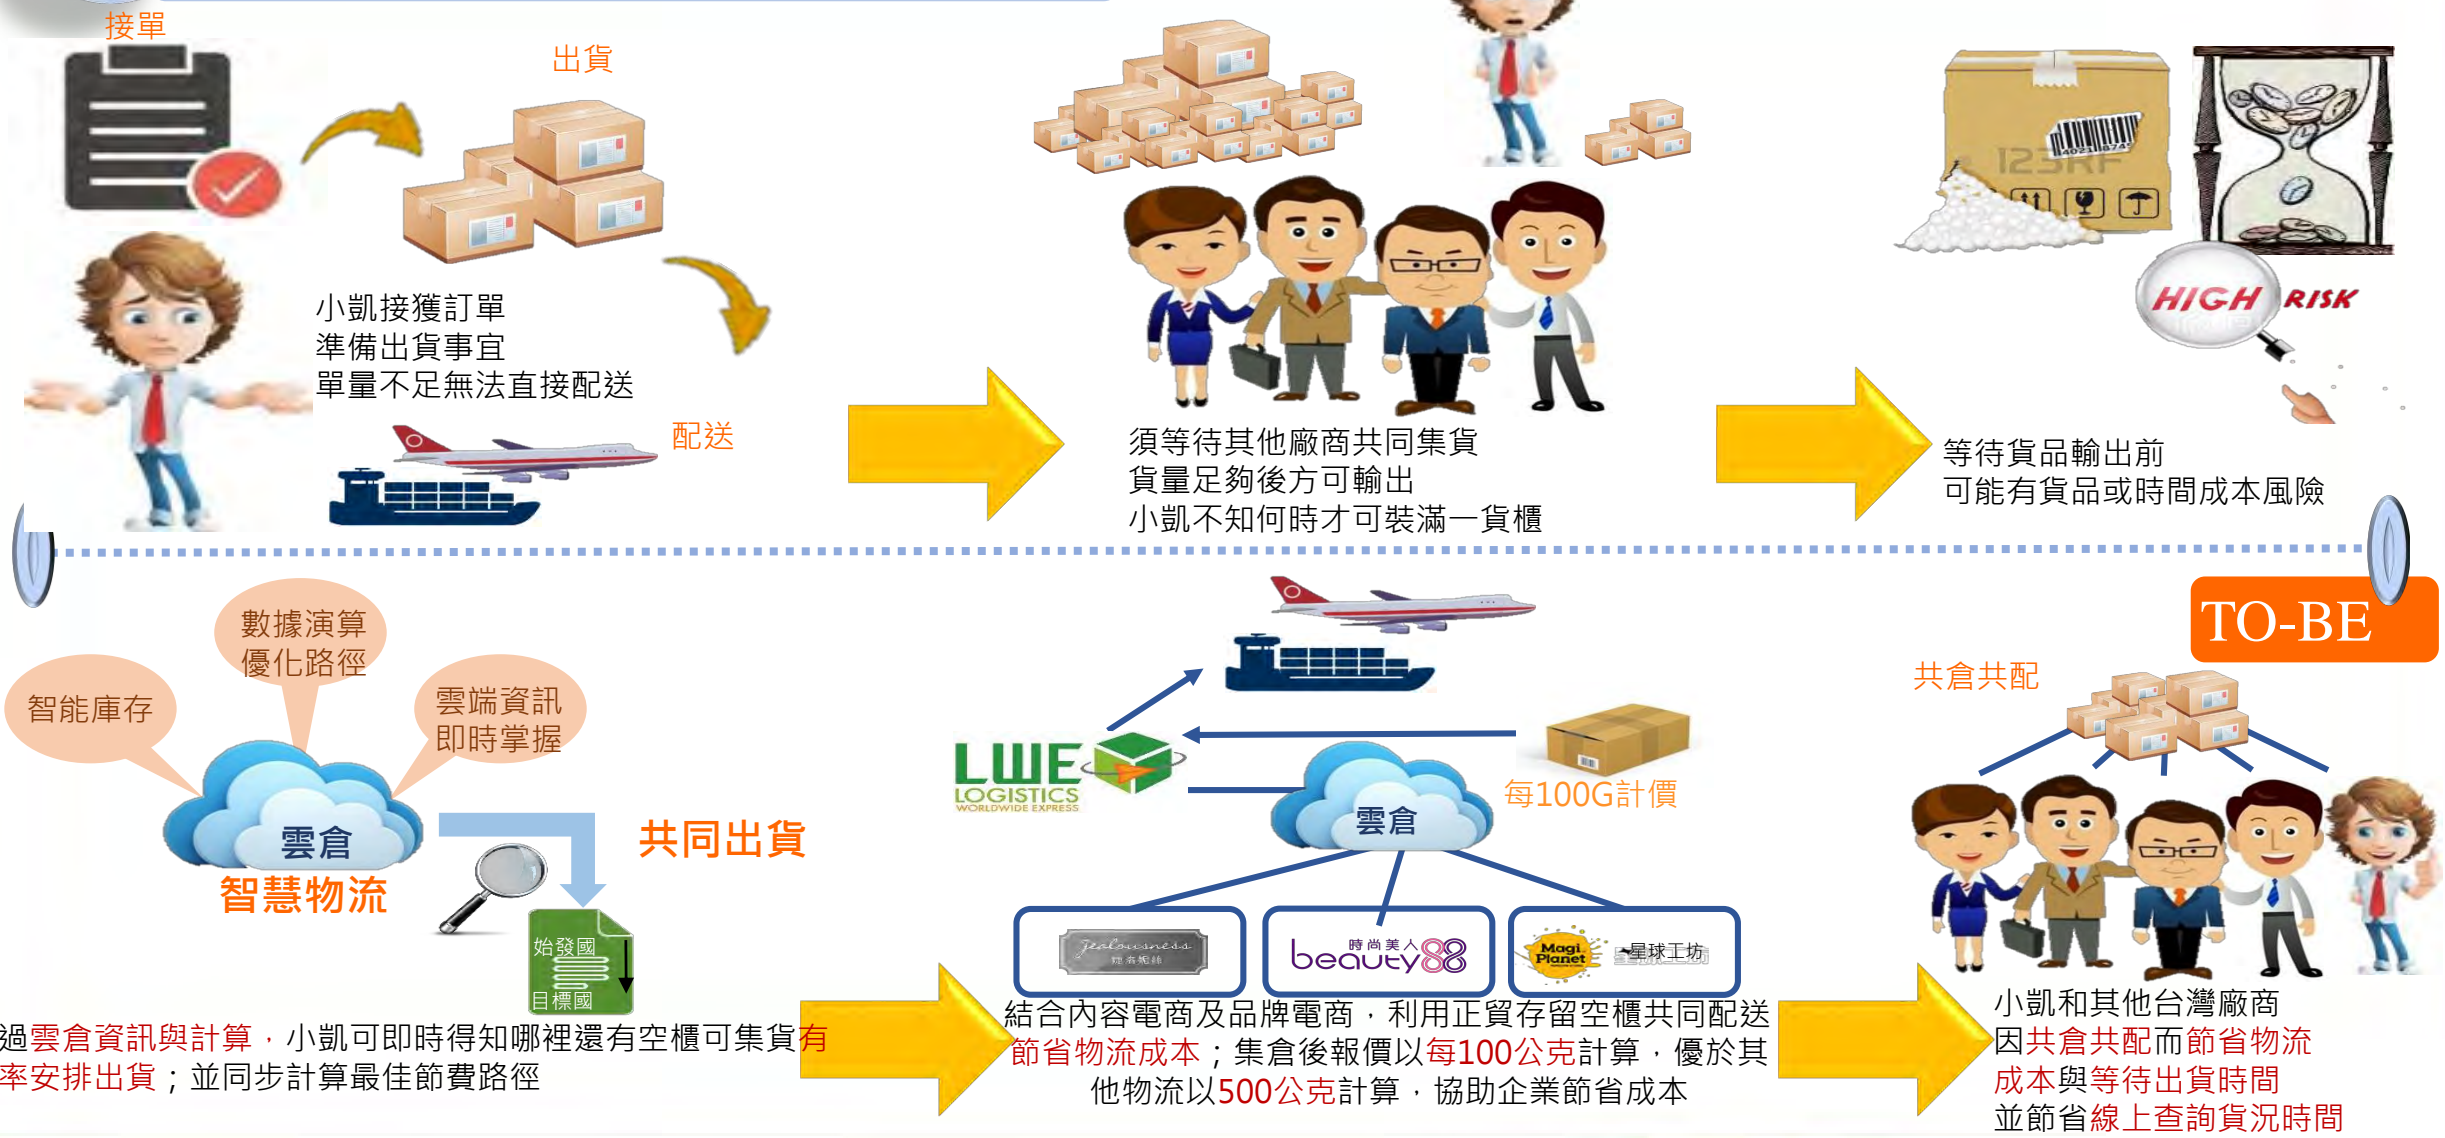 接單
出貨
小凱接獲訂單
準備出貨事宜
單量不足無法直接配送
配送
須等待其他廠商共同集貨
貨量足夠後方可輸出
小凱不知何時才可裝滿一貨櫃
123RF
HIGH RISK
等待貨品輸出前
可能有貨品或時間成本風險
TO-BE
數據演算
優化路徑
智能庫存
雲端資訊
即時掌握
雲倉
智慧物流
共同出貨
始發國
目標國
過雲倉資訊與計算，小凱可即時得知哪裡還有空櫃可集貨有
率安排出貨；並同步計算最佳節費路徑
LWE
LOGISTICS
WORLDWIDE EXPRESS
每100G計價
雲倉
Jealousness
時尚美人
beauty88
Magi
Planet
星球工坊
結合內容電商及品牌電商，利用正貿存留空櫃共同配送
節省物流成本；集倉後報價以每100公克計算，優於其
他物流以500公克計算，協助企業節省成本
共倉共配
小凱和其他台灣廠商
因共倉共配而節省物流
成本與等待出貨時間
並節省線上查詢貨況時間